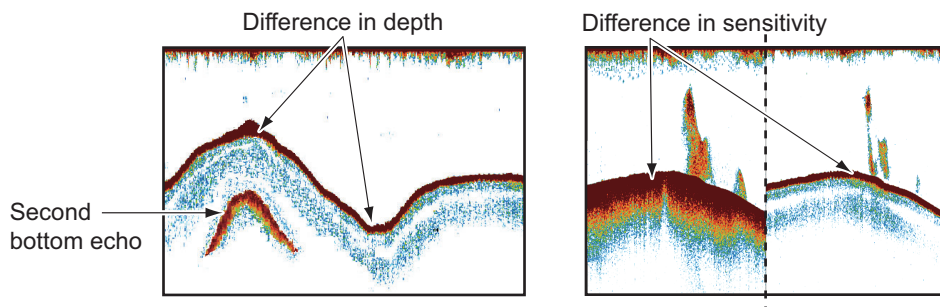 Difference in depth
Difference in sensitivity
Second
bottom echo